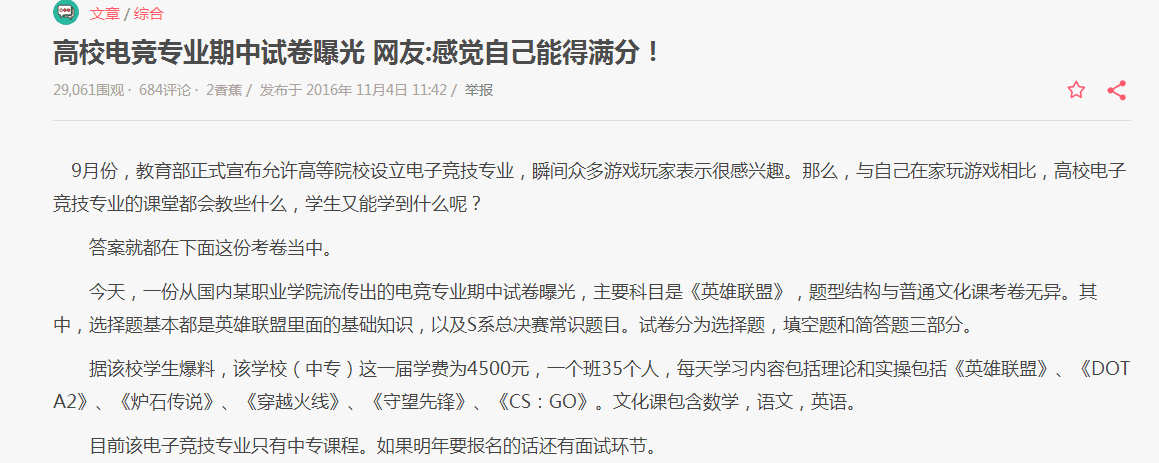 文章 / 综合
高校电竞专业期中试卷曝光 网友:感觉自己能得满分！
29,061围观 · 684评论 · 2香蕉 / 发布于 2016年 11月4日 11:42 / 举报
9月份，教育部正式宣布允许高等院校设立电子竞技专业，瞬间众多游戏玩家表示很感兴趣。那么，与自己在家玩游戏相比，高校电子
竞技专业的课堂都会教些什么，学生又能学到什么呢？
答案就都在下面这份考卷当中。
今天，一份从国内某职业学院流传出的电竞专业期中试卷曝光，主要科目是《英雄联盟》，题型结构与普通文化课考卷无异。其
中，选择题基本都是英雄联盟里面的基础知识，以及S系总决赛常识题目。试卷分为选择题，填空题和简答题三部分。
据该校学生爆料，该学校（中专）这一届学费为4500元，一个班35个人，每天学习内容包括理论和实操包括《英雄联盟》、《DOT
A2》、《炉石传说》、《穿越火线》、《守望先锋》、《CS：GO》。文化课包含数学，语文，英语。
目前该电子竞技专业只有中专课程。如果明年要报名的话还有面试环节。